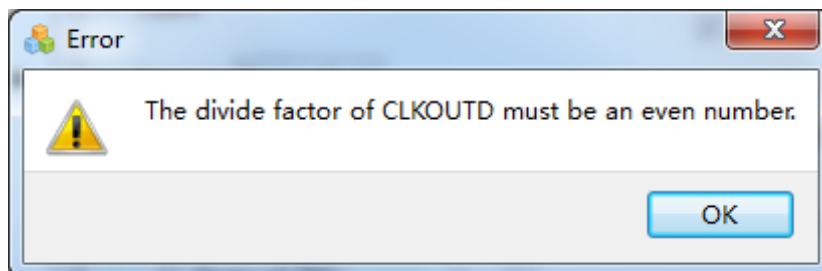 Error
The divide factor of CLKOUTD must be an even number.
OK